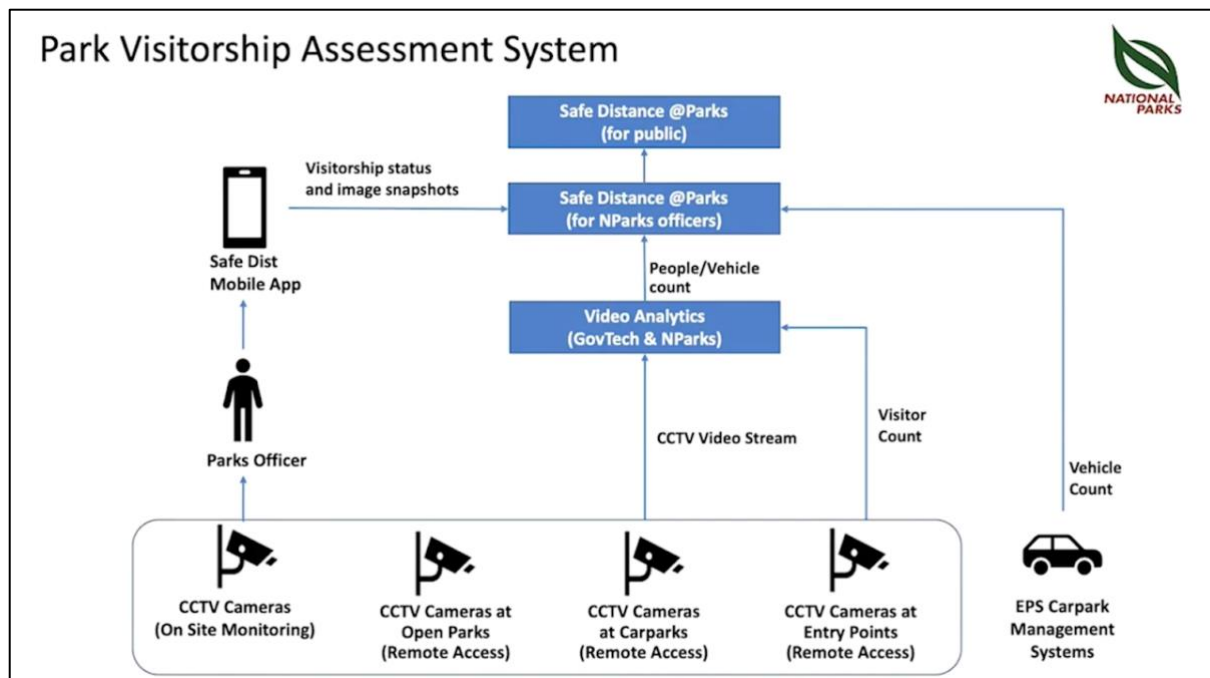 Park Visitorship Assessment System
NATIONAL
PARKS
Safe Distance @Parks
(for public)
Visitorship status
and image snapshots
Safe Distance @Parks
(for NParks officers)
Safe Dist
Mobile App
People/Vehicle
count
Video Analytics
(GovTech & NParks)
Parks Officer
CCTV Video Stream
Visitor
Count
Vehicle
Count
CCTV Cameras
(On Site Monitoring)
CCTV Cameras at
Open Parks
(Remote Access)
CCTV Cameras
at Carparks
(Remote Access)
CCTV Cameras at
Entry Points
(Remote Access)
EPS Carpark
Management
Systems